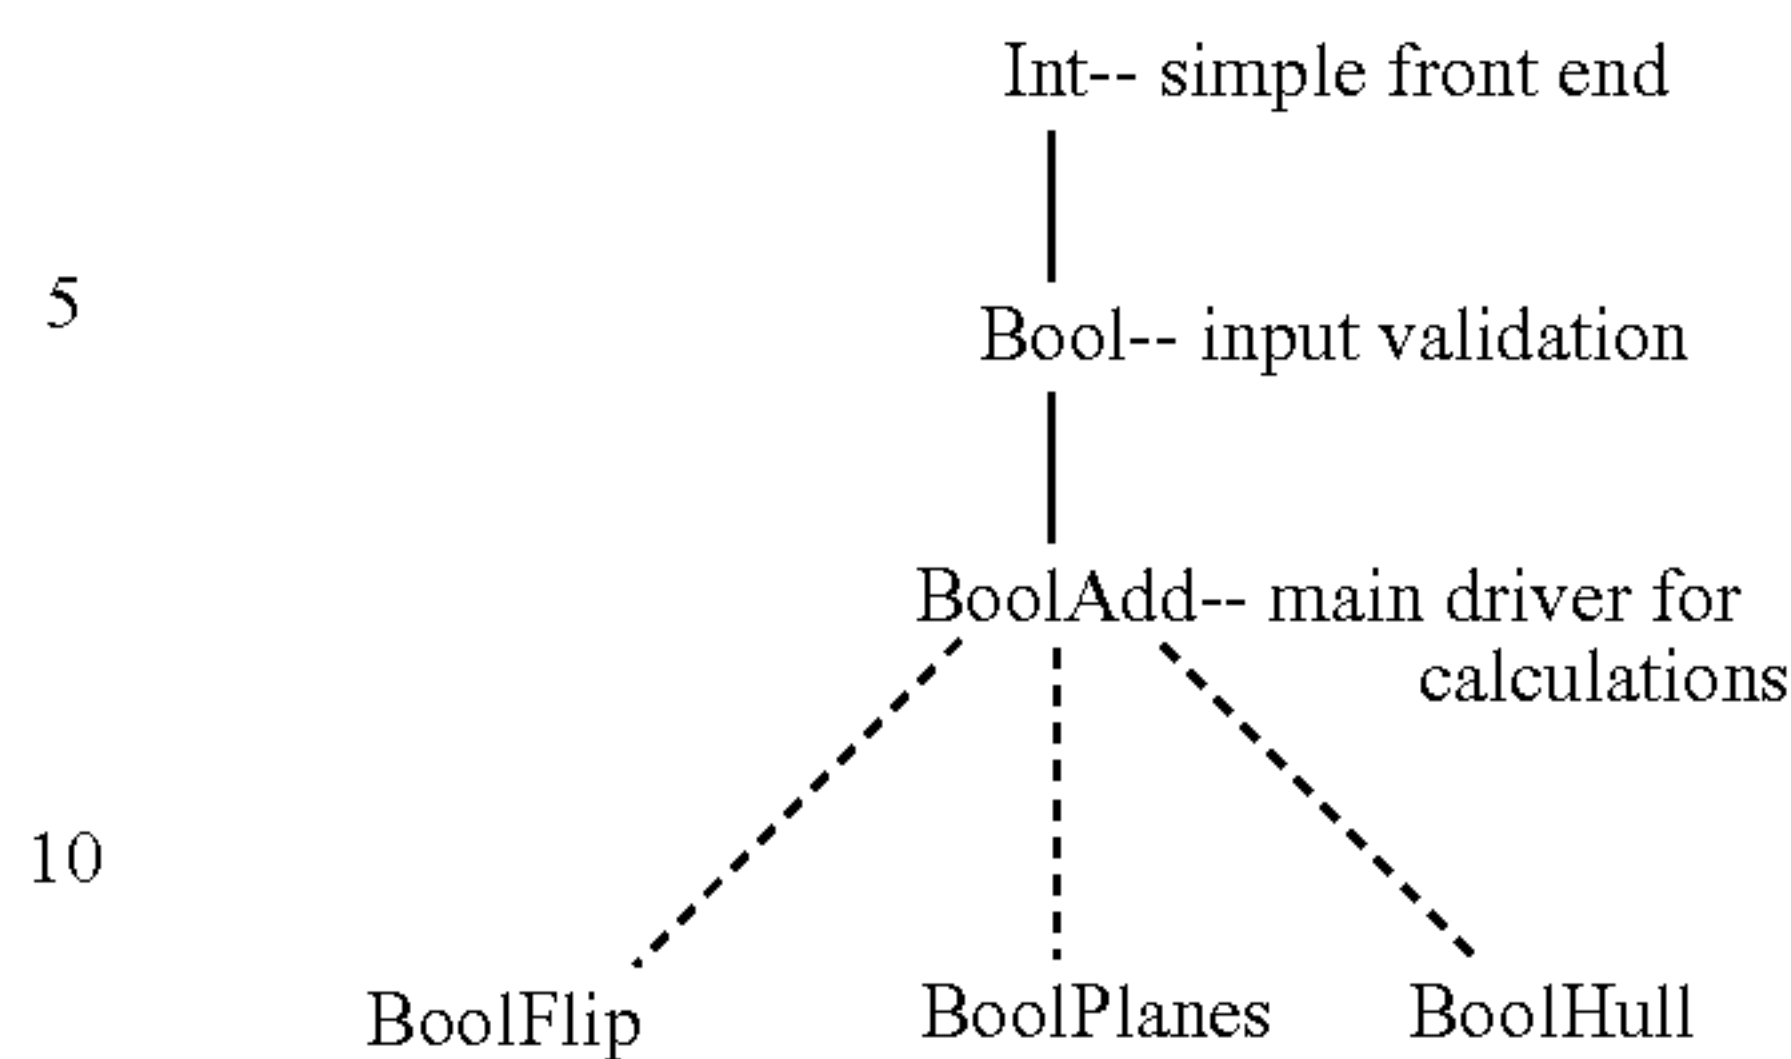 Int-- simple front end
5
Bool-- input validation
BoolAdd-- main driver for
calculations
10
BoolFlip
BoolPlanes
BoolHull